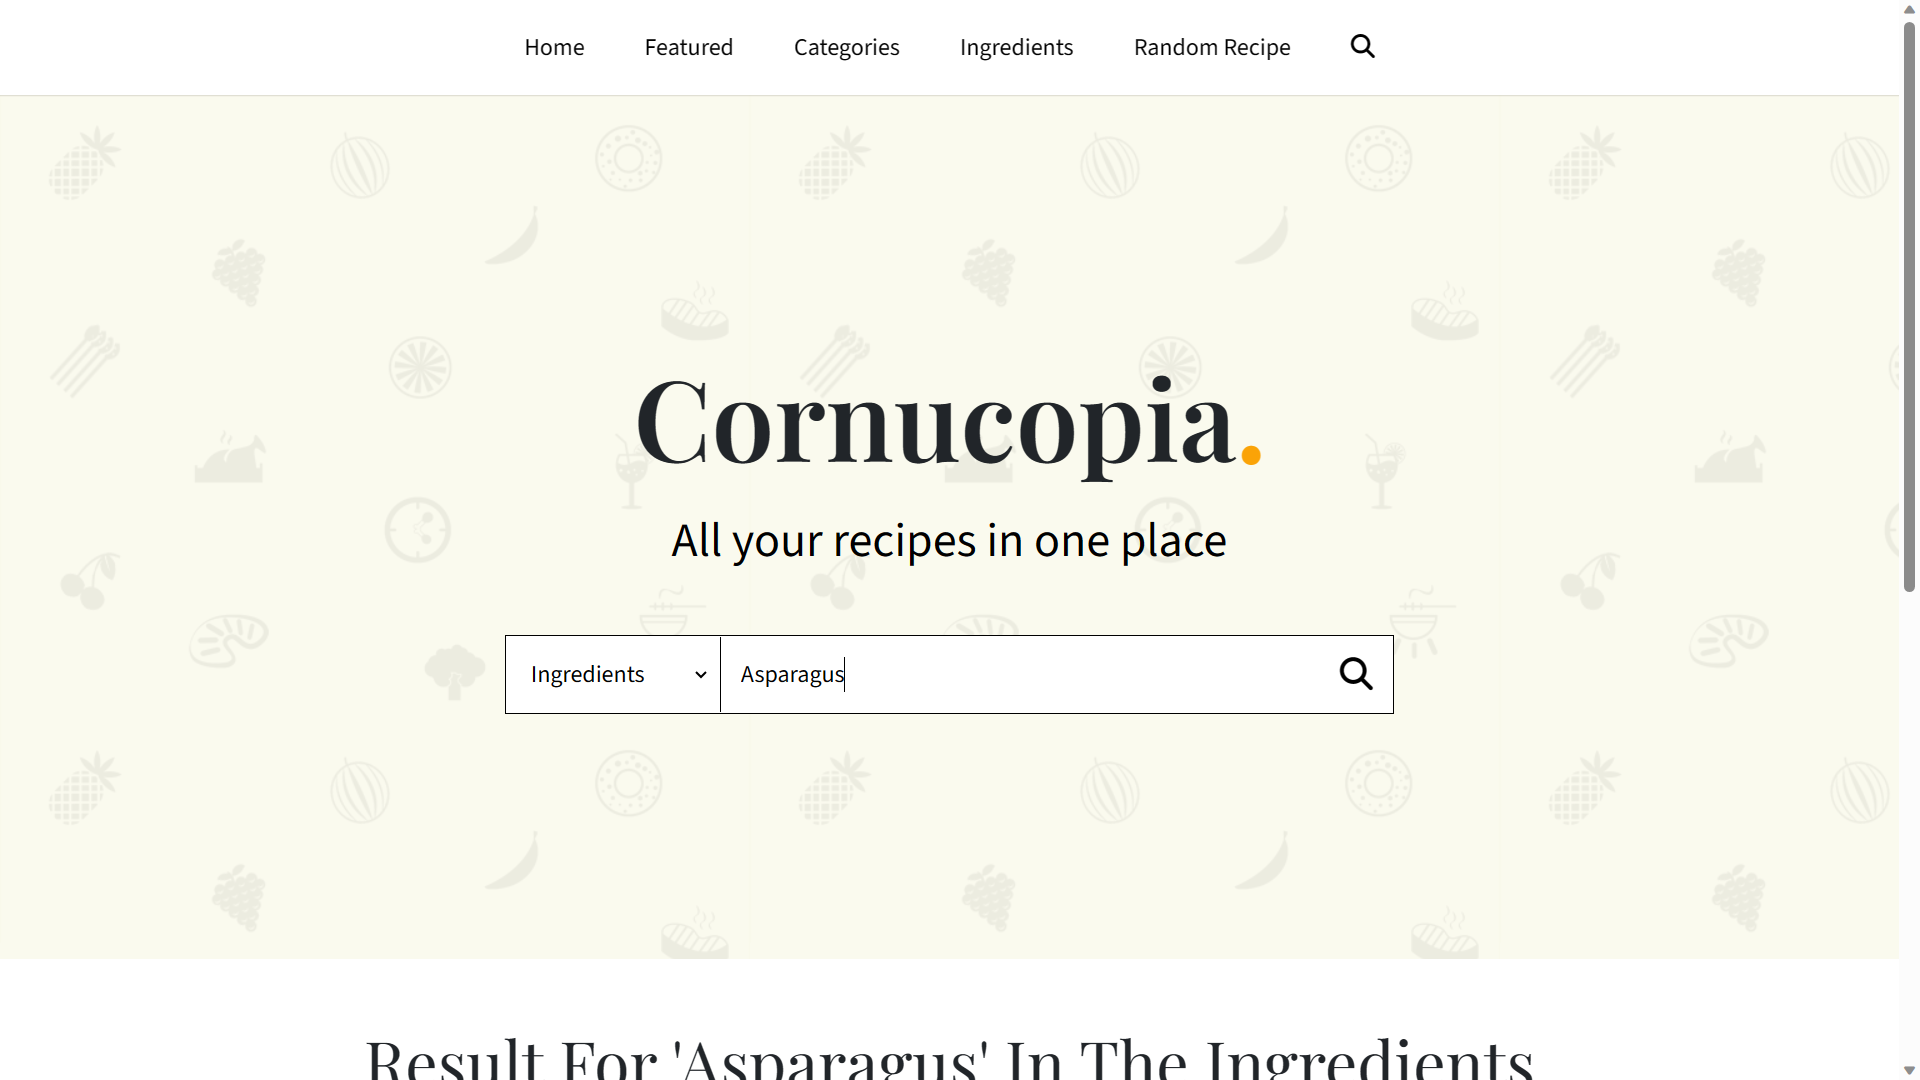 Home Featured Categories Ingredients Random Recipe
Cornucopia.
All your recipes in one place
Ingredients Asparagus
Result For 'Asparagus' In The Ingredients